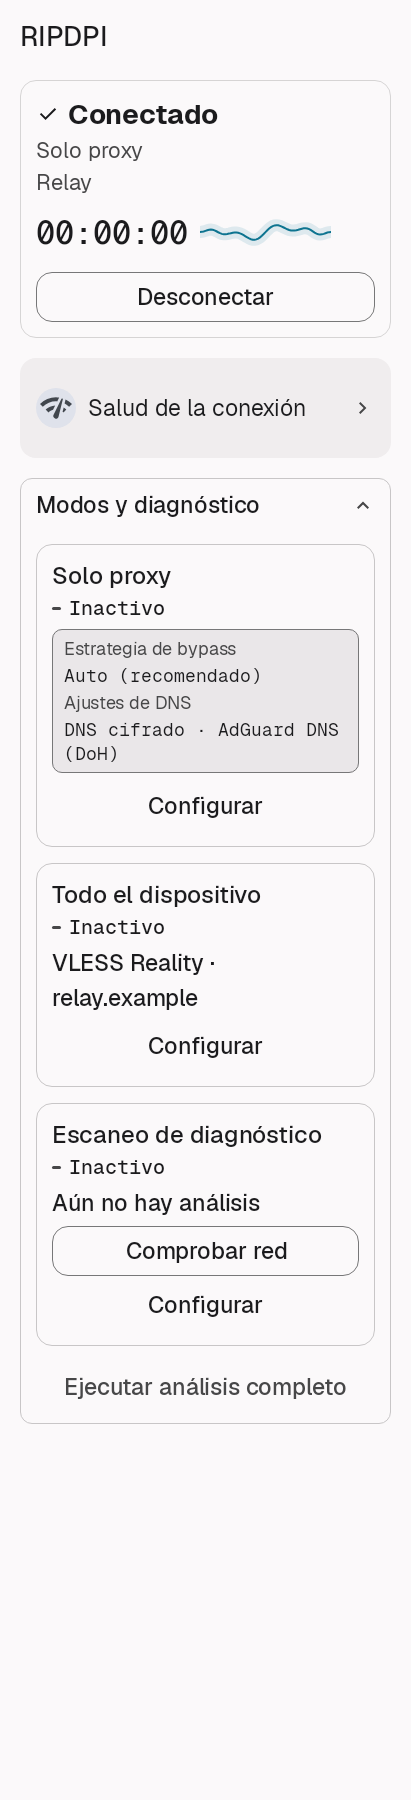 RIPDPI
Conectado
Solo proxy
Relay
00:00:00
Desconectar
Salud de la conexión
Modos y diagnóstico
Solo proxy
Inactivo
Estrategia de bypass
Auto (recomendado)
Ajustes de DNS
DNS cifrado · AdGuard DNS
(DoH)
Configurar
Todo el dispositivo
Inactivo
VLESS Reality ·
relay.example
Configurar
Escaneo de diagnóstico
Inactivo
Aún no hay análisis
Comprobar red
Configurar
Ejecutar análisis completo